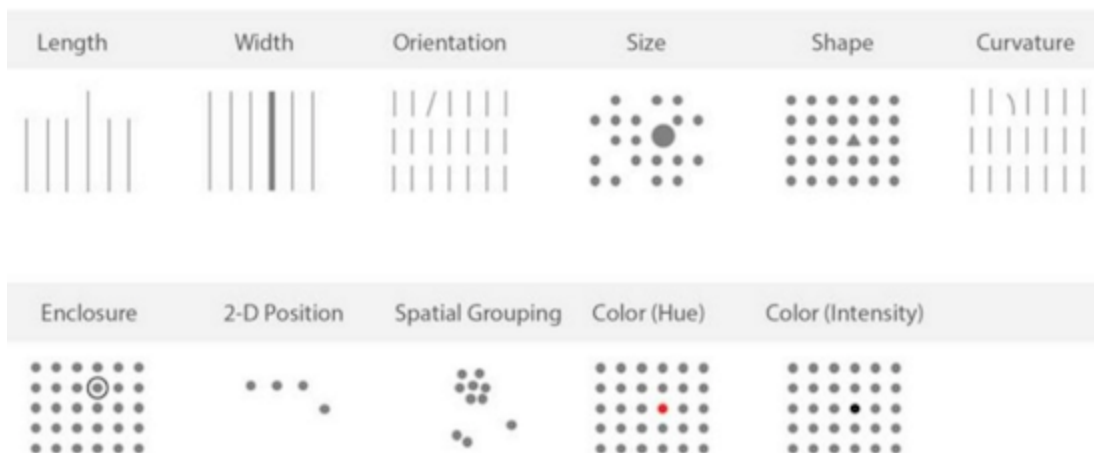 Length Width Orientation Size Shape Curvature
Enclosure 2-D Position Spatial Grouping Color (Hue) Color (Intensity)